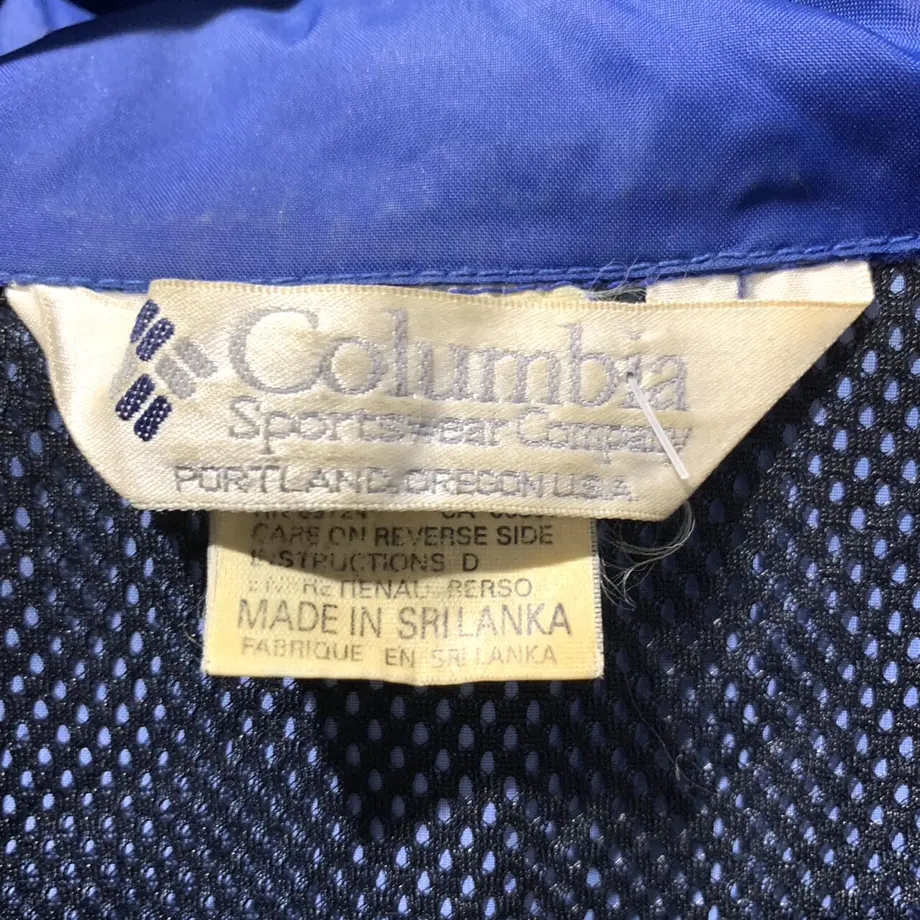 Columbia
Sportswear Company
PORTLAND, OREGON U.S.A.
CARE ON REVERSE SIDE
INSTRUCTIONS D
MADE IN SRI LANKA
FABRIQUE EN SRI LANKA